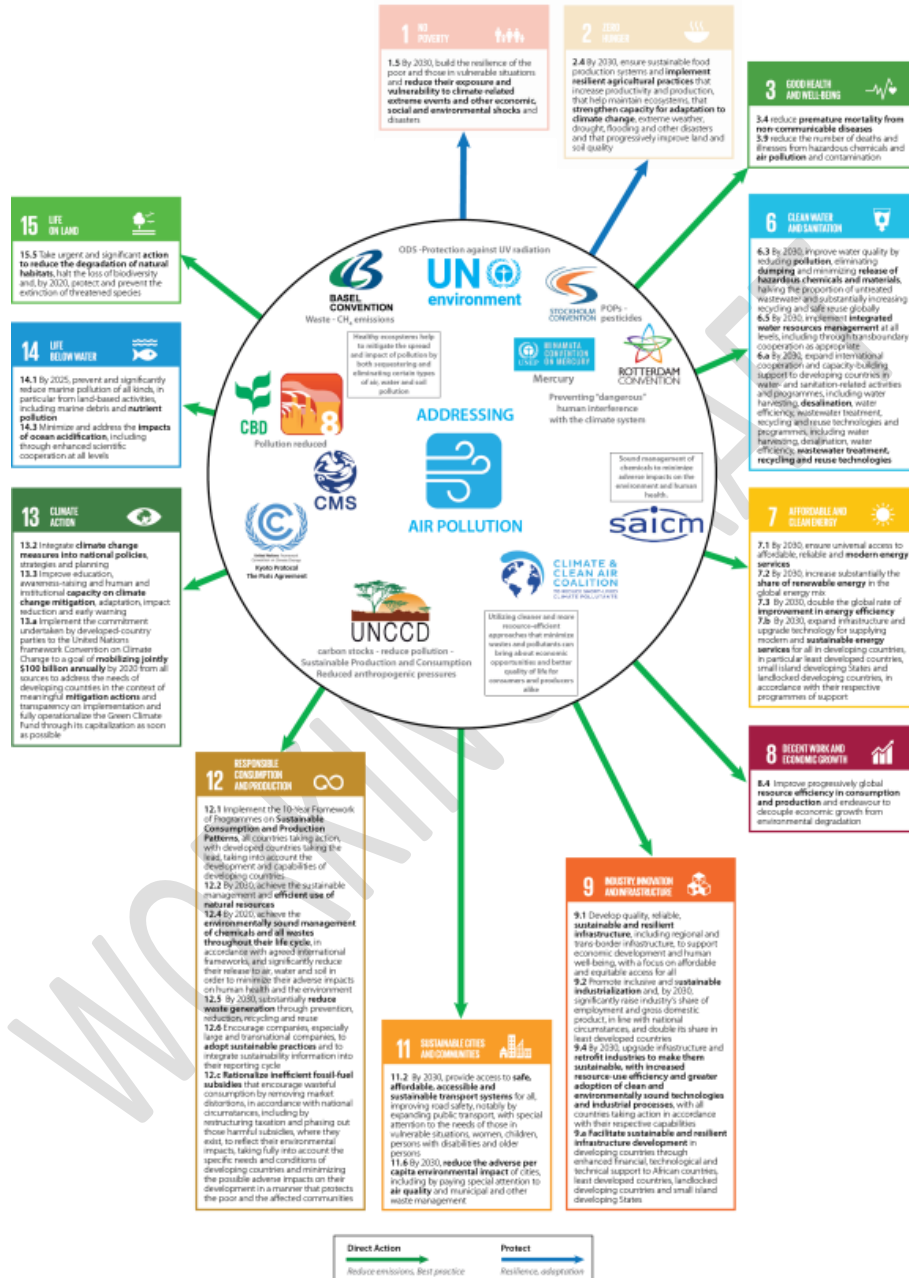 1 NO
POVERTY
1.5 By 2030, build the resilience of the
poor and those in vulnerable situations
and reduce their exposure and
vulnerability to climate-related
extreme events and other economic,
social and environmental shocks and
disasters
2 ZERO
HUNGER
2.4 By 2030, ensure sustainable food
production systems and implement
resilient agricultural practices that
increase productivity and production,
that help maintain ecosystems, that
strengthen capacity for adaptation to
climate change, extreme weather,
drought, flooding and other disasters
and that progressively improve land and
soil quality
3 GOOD HEALTH
AND WELL-BEING
3.4 reduce premature mortality from
non-communicable diseases
3.9 reduce the number of deaths and
illnesses from hazardous chemicals and
air pollution and contamination
15 LIFE
ON LAND
15.5 Take urgent and significant action
to reduce the degradation of natural
habitats, halt the loss of biodiversity
and, by 2020, protect and prevent the
extinction of threatened species
6 CLEAN WATER
AND SANITATION
6.3 By 2030, improve water quality by
reducing pollution, eliminating
dumping and minimizing release of
hazardous chemicals and materials,
halving the proportion of untreated
wastewater and substantially increasing
recycling and safe reuse globally
6.5 By 2030, implement integrated
water resources management at all
levels, including through transboundary
cooperation as appropriate
6.a By 2030, expand international
cooperation and capacity-building
support to developing countries in
water- and sanitation-related activities
and programmes, including water
harvesting, desalination, water
efficiency, wastewater treatment,
recycling and reuse technologies and
programmes, including water
harvesting, desalination, water
efficiency, wastewater treatment,
recycling and reuse technologies
14 LIFE
BELOW WATER
14.1 By 2025, prevent and significantly
reduce marine pollution of all kinds, in
particular from land-based activities,
including marine debris and nutrient
pollution
14.3 Minimize and address the impacts
of ocean acidification, including
through enhanced scientific
cooperation at all levels
ODS -Protection against UV radiation
UN
environment
BASEL
CONVENTION
Waste - CH4 emissions
STOCKHOLM
CONVENTION
POPs -
pesticides
Healthy ecosystems help
to mitigate the spread
and impact of pollution by
both sequestering and
eliminating certain types
of air, water and soil
pollution
UNEP
MINAMATA
CONVENTION
ON MERCURY
Mercury
ROTTERDAM
CONVENTION
Preventing "dangerous"
human interference
with the climate system
CBD
8
Pollution reduced
ADDRESSING
AIR POLLUTION
CMS
Sound management of
chemicals to minimize
adverse impacts on the
environment and human
health.
saicm
Kyoto Protocol
The Paris Agreement
CLIMATE &
CLEAN AIR
COALITION
UNCCD
carbon stocks - reduce pollution -
Sustainable Production and Consumption
Reduced anthropogenic pressures
Utilizing cleaner and more
resource-efficient
approaches that minimize
wastes and pollutants can
bring about economic
opportunities and better
quality of life for
consumers and producers
alike
13 CLIMATE
ACTION
13.2 Integrate climate change
measures into national policies,
strategies and planning
13.3 Improve education,
awareness-raising and human and
institutional capacity on climate
change mitigation, adaptation, impact
reduction and early warning
13.a Implement the commitment
undertaken by developed-country
parties to the United Nations
Framework Convention on Climate
Change to a goal of mobilizing jointly
$100 billion annually by 2020 from all
sources to address the needs of
developing countries in the context of
meaningful mitigation actions and
transparency on implementation and
fully operationalize the Green Climate
Fund through its capitalization as soon
as possible
7 AFFORDABLE AND
CLEAN ENERGY
7.1 By 2030, ensure universal access to
affordable, reliable and modern energy
services
7.2 By 2030, increase substantially the
share of renewable energy in the
global energy mix
7.3 By 2030, double the global rate of
improvement in energy efficiency
7.b By 2030, expand infrastructure and
upgrade technology for supplying
modern and sustainable energy
services for all in developing countries,
in particular least developed countries,
small island developing States and
landlocked developing countries, in
accordance with their respective
programmes of support
8 DECENT WORK AND
ECONOMIC GROWTH
8.4 Improve progressively global
resource efficiency in consumption
and production and endeavour to
decouple economic growth from
environmental degradation
12 RESPONSIBLE
CONSUMPTION
AND PRODUCTION
12.1 Implement the 10-Year Framework
of Programmes on Sustainable
Consumption and Production
Patterns, all countries taking action,
with developed countries taking the
lead, taking into account the
development and capabilities of
developing countries
12.2 By 2030, achieve the sustainable
management and efficient use of
natural resources
12.4 By 2020, achieve the
environmentally sound management
of chemicals and all wastes
throughout their life cycle, in
accordance with agreed international
frameworks, and significantly reduce
their release to air, water and soil in
order to minimize their adverse impacts
on human health and the environment
12.5 By 2030, substantially reduce
waste generation through prevention,
reduction, recycling and reuse
12.6 Encourage companies, especially
large and transnational companies, to
adopt sustainable practices and to
integrate sustainability information into
their reporting cycle
12.c Rationalize inefficient fossil-fuel
subsidies that encourage wasteful
consumption by removing market
distortions, in accordance with national
circumstances, including by
restructuring taxation and phasing out
those harmful subsidies, where they
exist, to reflect their environmental
impacts, taking fully into account the
specific needs and conditions of
developing countries and minimizing
the possible adverse impacts on their
development in a manner that protects
the poor and the affected communities
11 SUSTAINABLE CITIES
AND COMMUNITIES
11.2 By 2030, provide access to safe,
affordable, accessible and
sustainable transport systems for all,
improving road safety, notably by
expanding public transport, with special
attention to the needs of those in
vulnerable situations, women, children,
persons with disabilities and older
persons
11.6 By 2030, reduce the adverse per
capita environmental impact of cities,
including by paying special attention to
air quality and municipal and other
waste management
9 INDUSTRY, INNOVATION
AND INFRASTRUCTURE
9.1 Develop quality, reliable,
sustainable and resilient
infrastructure, including regional and
trans-border infrastructure, to support
economic development and human
well-being, with a focus on affordable
and equitable access for all
9.2 Promote inclusive and sustainable
industrialization and, by 2030,
significantly raise industry's share of
employment and gross domestic
product, in line with national
circumstances, and double its share in
least developed countries
9.4 By 2030, upgrade infrastructure and
retrofit industries to make them
sustainable, with increased
resource-use efficiency and greater
adoption of clean and
environmentally sound technologies
and industrial processes, with all
countries taking action in accordance
with their respective capabilities
9.a Facilitate sustainable and resilient
infrastructure development in
developing countries through
enhanced financial, technological and
technical support to African countries,
least developed countries, landlocked
developing countries and small island
developing States
Direct Action
Reduce emissions, Best practice
Protect
Resilience, adaptation